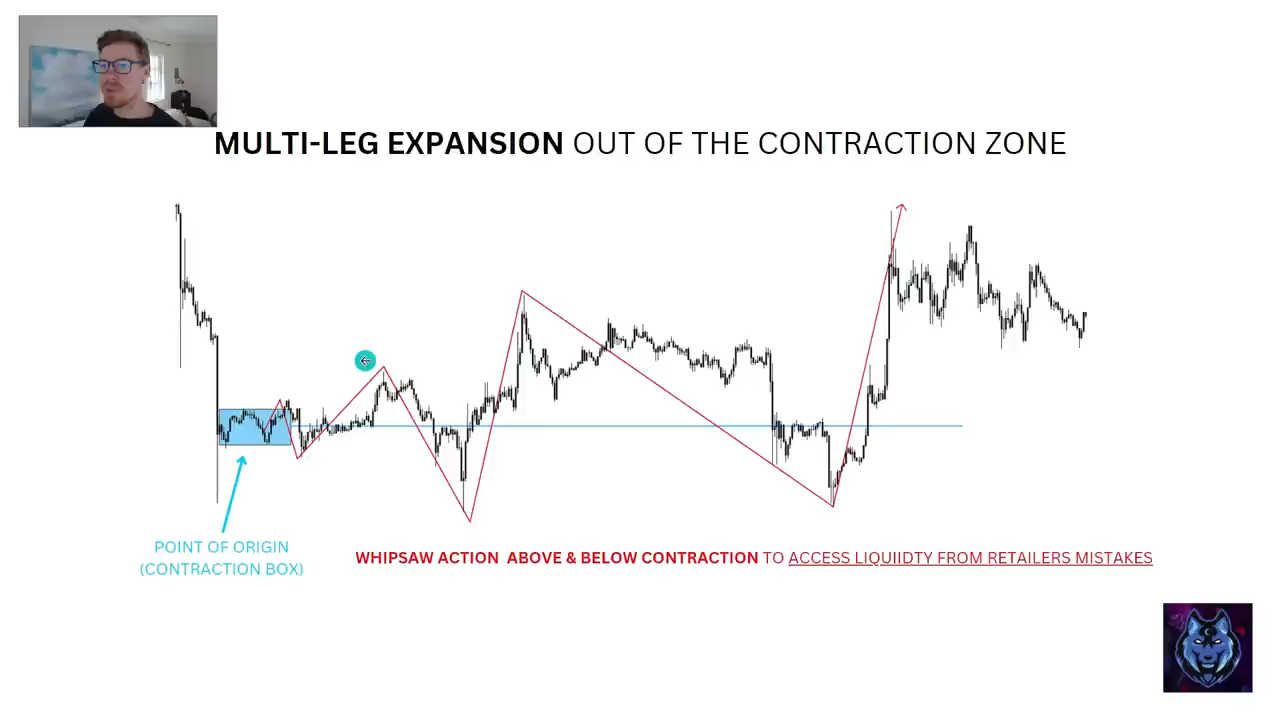 MULTI-LEG EXPANSION OUT OF THE CONTRACTION ZONE
POINT OF ORIGIN
(CONTRACTION BOX)
WHIPSAW ACTION ABOVE & BELOW CONTRACTION TO ACCESS LIQUIIDTY FROM RETAILERS MISTAKES